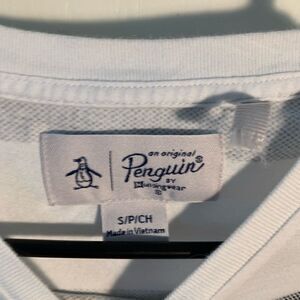 an original
Penguin®
BY
Munsingwear
®
S/P/CH
Made in Vietnam